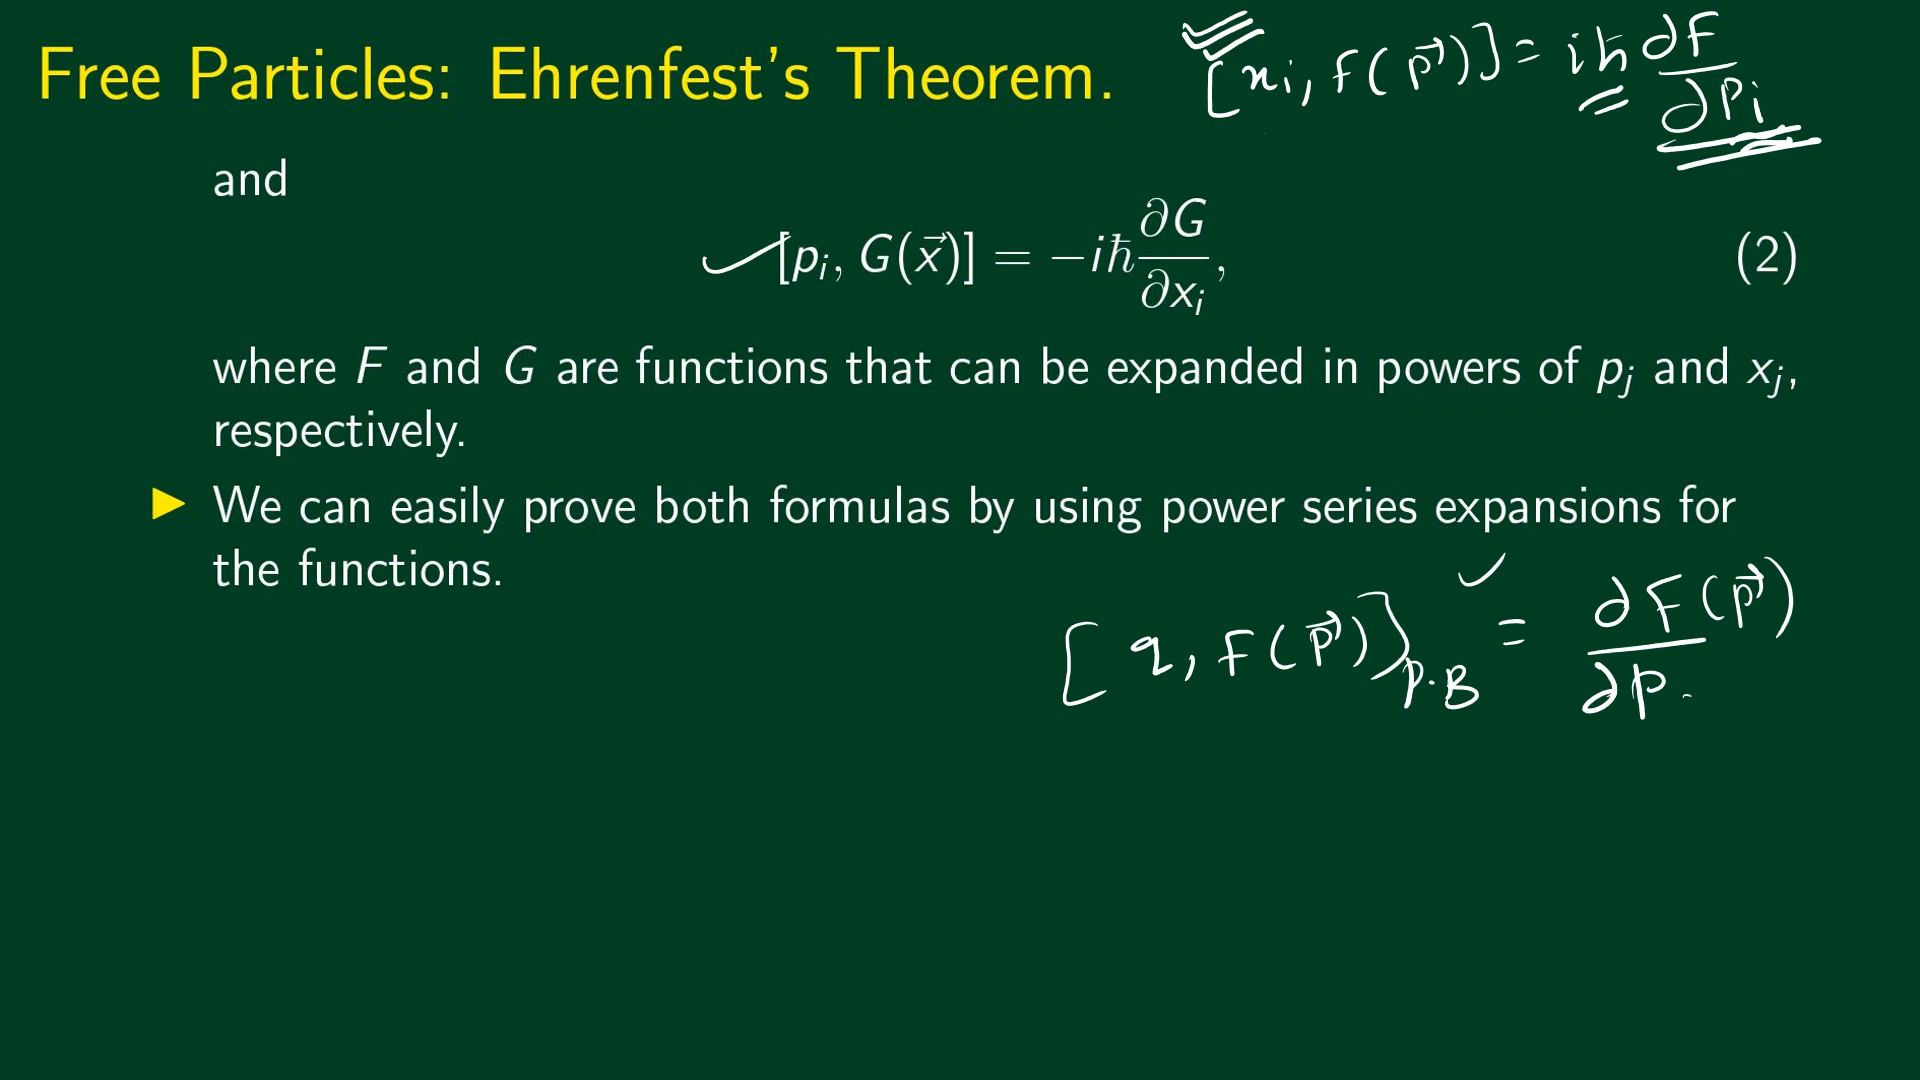 Free Particles: Ehrenfest's Theorem.
[xi, F(p⃗)] = iħ ∂F/∂pi
and
[pᵢ, G(x⃗)] = −iħ ∂G/∂xᵢ, (2)
where F and G are functions that can be expanded in powers of pⱼ and xⱼ,
respectively.
▶ We can easily prove both formulas by using power series expansions for
the functions.
[q, F(p⃗)]P.B = ∂F(p⃗)/∂p.